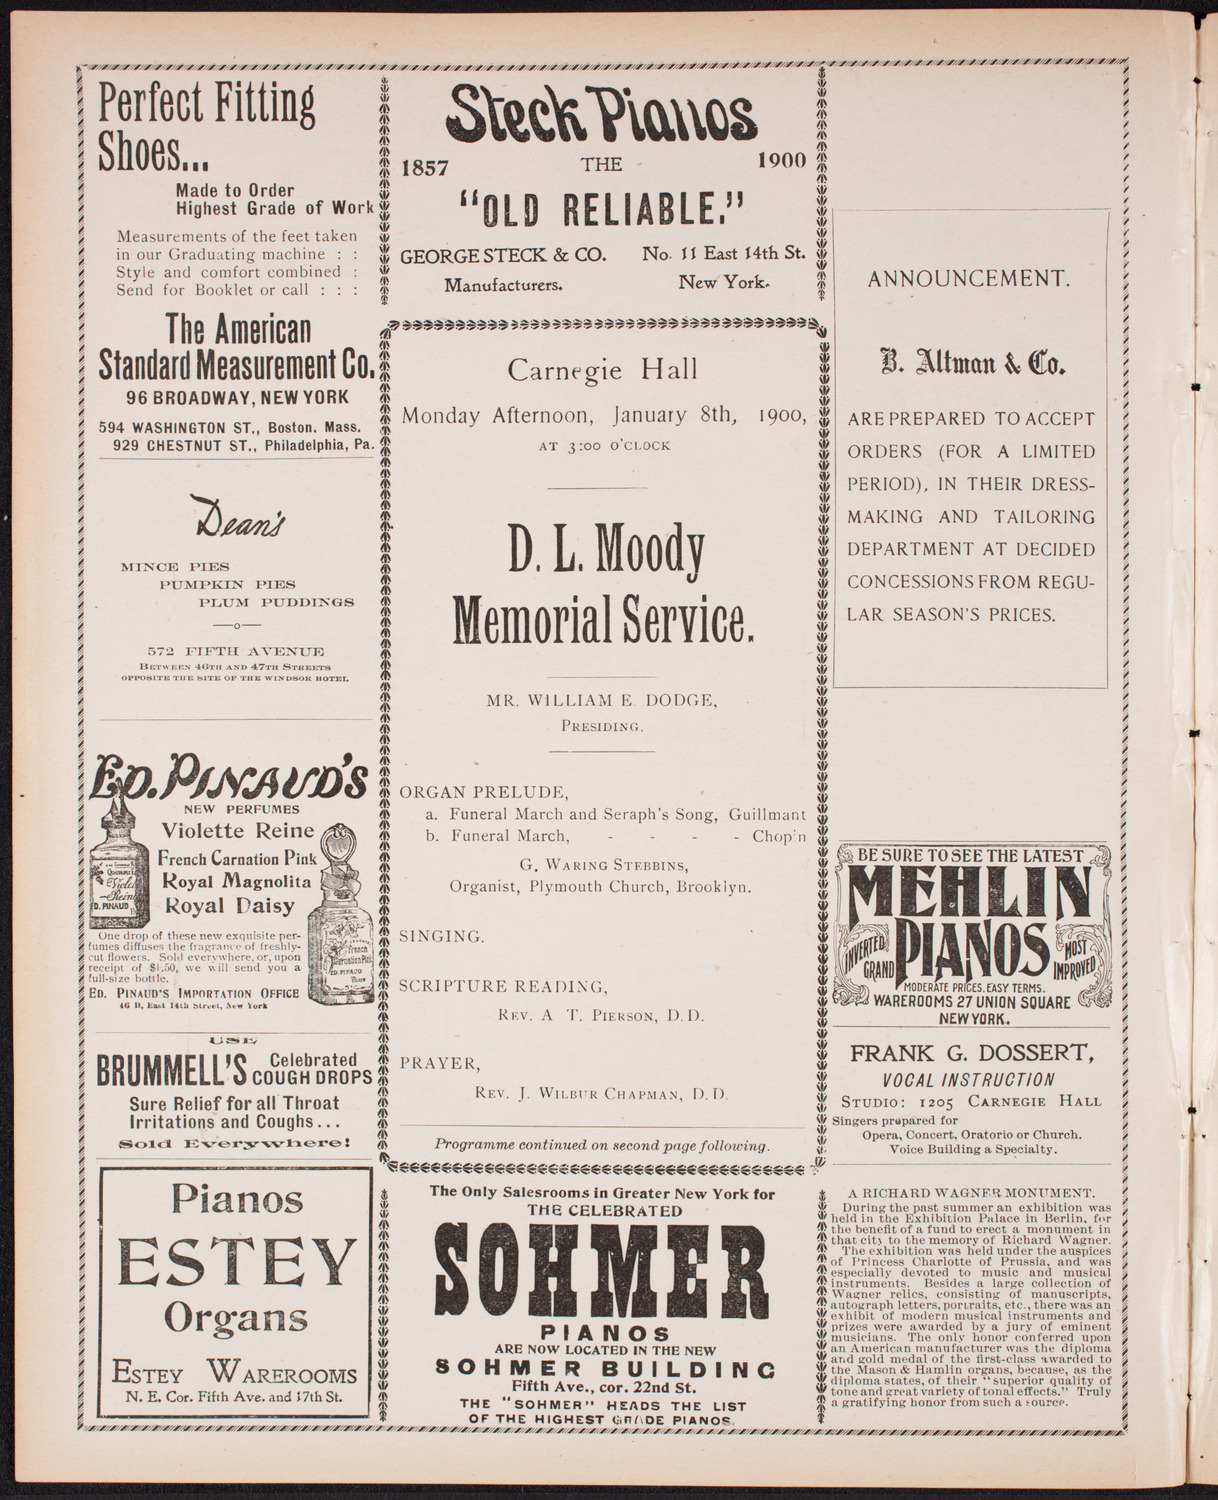 Perfect Fitting
Shoes...
Made to Order
Highest Grade of Work
Measurements of the feet taken
in our Graduating machine : :
Style and comfort combined :
Send for Booklet or call : : :
The American
Standard Measurement Co.
96 BROADWAY, NEW YORK
594 WASHINGTON ST., Boston, Mass.
929 CHESTNUT ST., Philadelphia, Pa.
Dean's
MINCE PIES
PUMPKIN PIES
PLUM PUDDINGS
—o—
572 FIFTH AVENUE
BETWEEN 46TH AND 47TH STREETS
OPPOSITE THE SITE OF THE WINDSOR HOTEL
ED. PINAUD'S
NEW PERFUMES
Violette Reine
French Carnation Pink
Royal Magnolita
Royal Daisy
One drop of these new exquisite per-
fumes diffuses the fragrance of freshly-
cut flowers. Sold everywhere, or, upon
receipt of $1.50, we will send you a
full-size bottle.
ED. PINAUD'S IMPORTATION OFFICE
46 D, East 14th Street, New York
USE
BRUMMELL'S Celebrated
COUGH DROPS
Sure Relief for all Throat
Irritations and Coughs...
Sold Everywhere!
Pianos
ESTEY
Organs
ESTEY WAREROOMS
N. E. Cor. Fifth Ave. and 17th St.
Steck Pianos
1857 THE 1900
"OLD RELIABLE."
GEORGE STECK & CO. No. 11 East 14th St.
Manufacturers. New York.
Carnegie Hall
Monday Afternoon, January 8th, 1900,
AT 3:00 O'CLOCK
D. L. Moody
Memorial Service.
MR. WILLIAM E. DODGE,
PRESIDING.
ORGAN PRELUDE,
a. Funeral March and Seraph's Song, Guillmant
b. Funeral March, - - - - Chopin
G. WARING STEBBINS,
Organist, Plymouth Church, Brooklyn.
SINGING.
SCRIPTURE READING,
REV. A T. PIERSON, D.D.
PRAYER,
REV. J. WILBUR CHAPMAN, D.D.
Programme continued on second page following.
The Only Salesrooms in Greater New York for
THE CELEBRATED
SOHMER
PIANOS
ARE NOW LOCATED IN THE NEW
SOHMER BUILDING
Fifth Ave., cor. 22nd St.
THE "SOHMER" HEADS THE LIST
OF THE HIGHEST GRADE PIANOS.
ANNOUNCEMENT.
B. Altman & Co.
ARE PREPARED TO ACCEPT
ORDERS (FOR A LIMITED
PERIOD), IN THEIR DRESS-
MAKING AND TAILORING
DEPARTMENT AT DECIDED
CONCESSIONS FROM REGU-
LAR SEASON'S PRICES.
BE SURE TO SEE THE LATEST
MEHLIN
INVERTED GRAND PIANOS MOST IMPROVED
MODERATE PRICES. EASY TERMS.
WAREROOMS 27 UNION SQUARE
NEW YORK.
FRANK G. DOSSERT,
VOCAL INSTRUCTION
STUDIO: 1205 CARNEGIE HALL
Singers prepared for
Opera, Concert, Oratorio or Church.
Voice Building a Specialty.
A RICHARD WAGNER MONUMENT.
During the past summer an exhibition was
held in the Exhibition Palace in Berlin, for
the benefit of a fund to erect a monument in
that city to the memory of Richard Wagner.
The exhibition was held under the auspices
of Princess Charlotte of Prussia, and was
especially devoted to music and musical
instruments. Besides a large collection of
Wagner relics, consisting of manuscripts,
autograph letters, portraits, etc., there was an
exhibit of modern musical instruments and
prizes were awarded by a jury of eminent
musicians. The only honor conferred upon
an American manufacturer was the diploma
and gold medal of the first-class awarded to
the Mason & Hamlin organs, because, as the
diploma states, of their "superior quality of
tone and great variety of tonal effects." Truly
a gratifying honor from such a source.